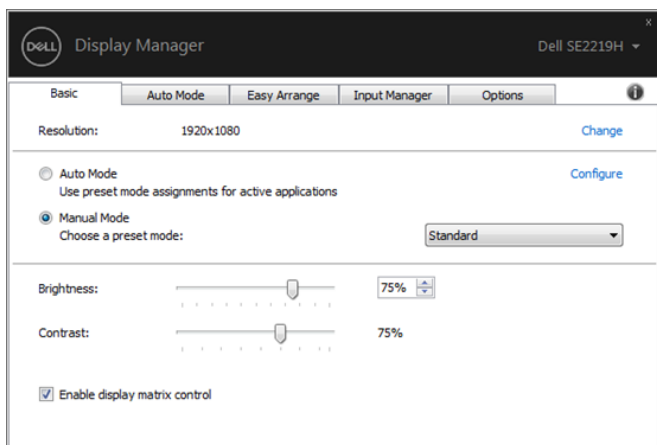 x
DELL Display Manager Dell SE2219H
Basic Auto Mode Easy Arrange Input Manager Options
Resolution: 1920x1080 Change
Auto Mode Configure
Use preset mode assignments for active applications
Manual Mode
Choose a preset mode: Standard
Brightness: 75%
Contrast: 75%
Enable display matrix control